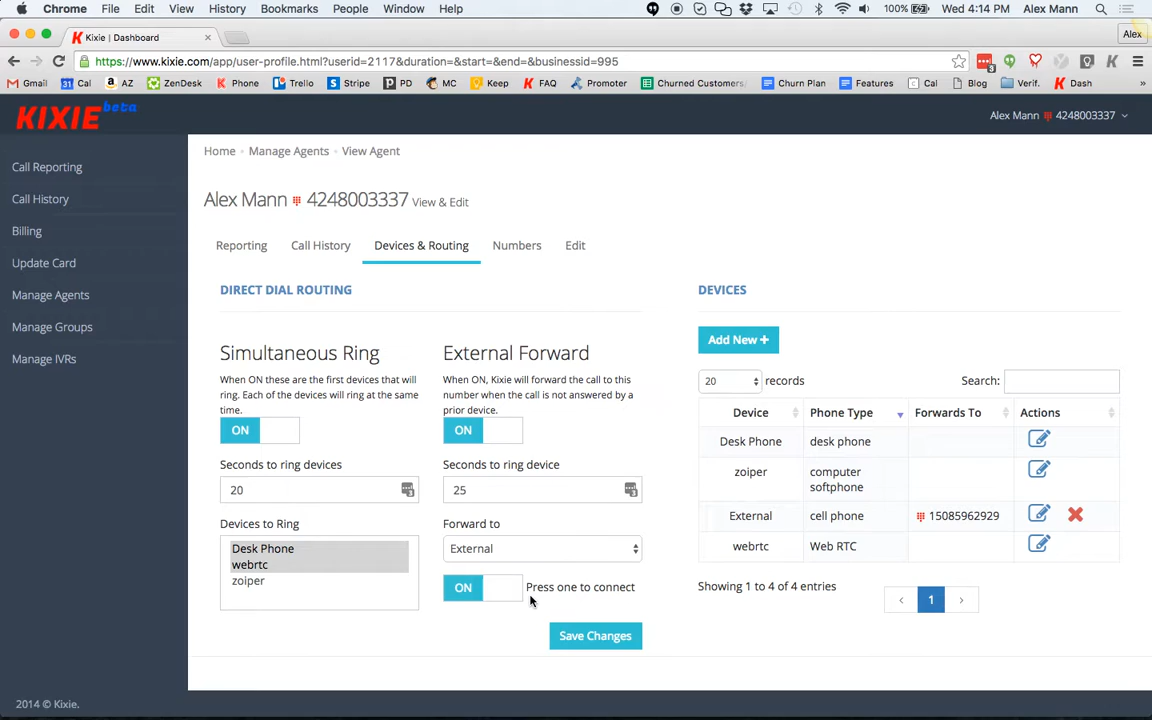 Chrome File Edit View History Bookmarks People Window Help 100% Wed 4:14 PM Alex Mann
Kixie | Dashboard Alex
https://www.kixie.com/app/user-profile.html?userid=2117&duration=&start=&end=&businessid=995
Gmail Cal AZ ZenDesk Phone Trello Stripe PD MC Keep FAQ Promoter Churned Customers Churn Plan Features Cal Blog Verif. Dash »
KIXIE beta
Alex Mann 4248003337
Call Reporting
Call History
Billing
Update Card
Manage Agents
Manage Groups
Manage IVRs
Home Manage Agents View Agent
Alex Mann 4248003337 View & Edit
Reporting Call History Devices & Routing Numbers Edit
DIRECT DIAL ROUTING
Simultaneous Ring
When ON these are the first devices that will
ring. Each of the devices will ring at the same
time.
ON
Seconds to ring devices
20
Devices to Ring
Desk Phone
webrtc
zoiper
External Forward
When ON, Kixie will forward the call to this
number when the call is not answered by a
prior device.
ON
Seconds to ring device
25
Forward to
External
ON Press one to connect
Save Changes
DEVICES
Add New +
20 records Search:
Device Phone Type Forwards To Actions
Desk Phone desk phone
zoiper computer
softphone
External cell phone 15085962929
webrtc Web RTC
Showing 1 to 4 of 4 entries ‹ 1 ›
2014 © Kixie.